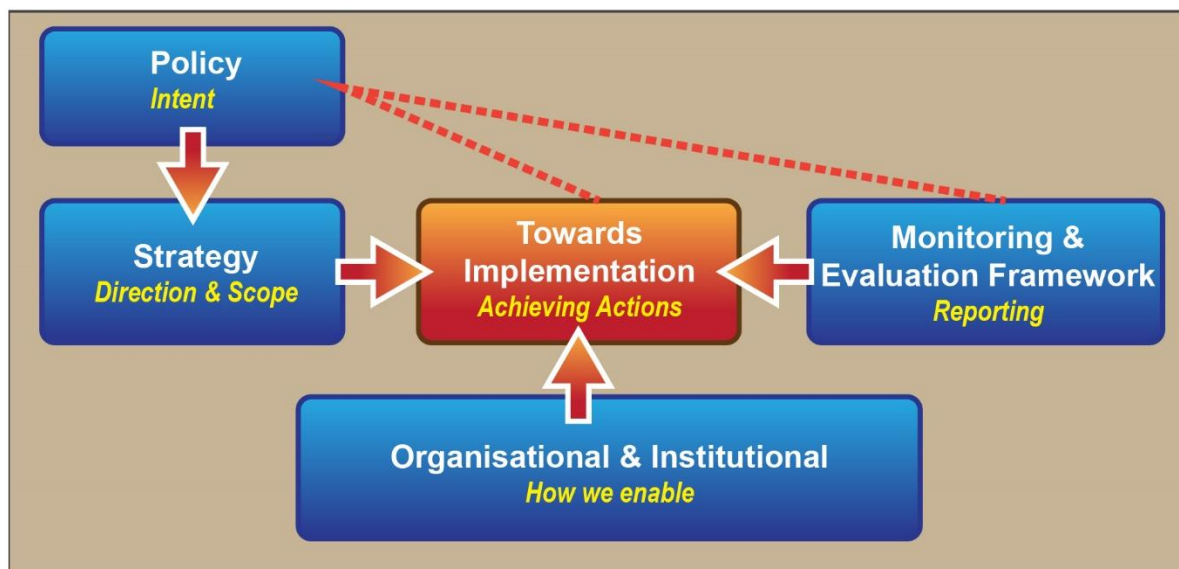 Policy
Intent
Strategy
Direction & Scope
Towards
Implementation
Achieving Actions
Monitoring &
Evaluation Framework
Reporting
Organisational & Institutional
How we enable